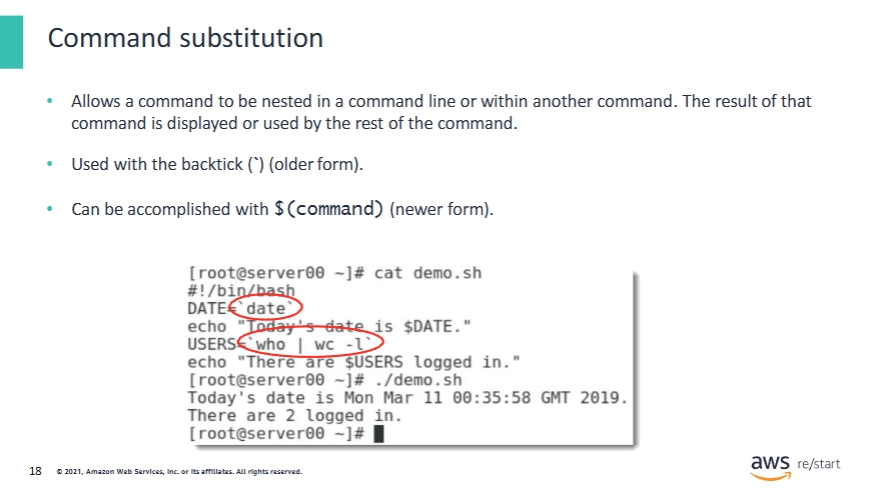 Command substitution
• Allows a command to be nested in a command line or within another command. The result of that
command is displayed or used by the rest of the command.
• Used with the backtick (`) (older form).
• Can be accomplished with $(command) (newer form).
[root@server00 ~]# cat demo.sh
#!/bin/bash
DATE=`date`
echo "Today's date is $DATE."
USERS=`who | wc -l`
echo "There are $USERS logged in."
[root@server00 ~]# ./demo.sh
Today's date is Mon Mar 11 00:35:58 GMT 2019.
There are 2 logged in.
[root@server00 ~]#
18 © 2021, Amazon Web Services, Inc. or its affiliates. All rights reserved.
aws re/start